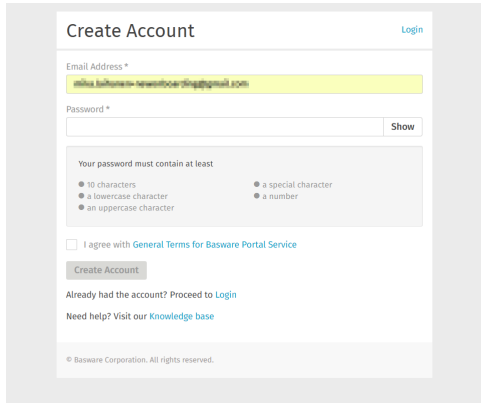 Create Account
Login
Email Address *
Password *
Show
Your password must contain at least
10 characters
a special character
a lowercase character
a number
an uppercase character
I agree with General Terms for Basware Portal Service
Create Account
Already had the account? Proceed to Login
Need help? Visit our Knowledge base
© Basware Corporation. All rights reserved.